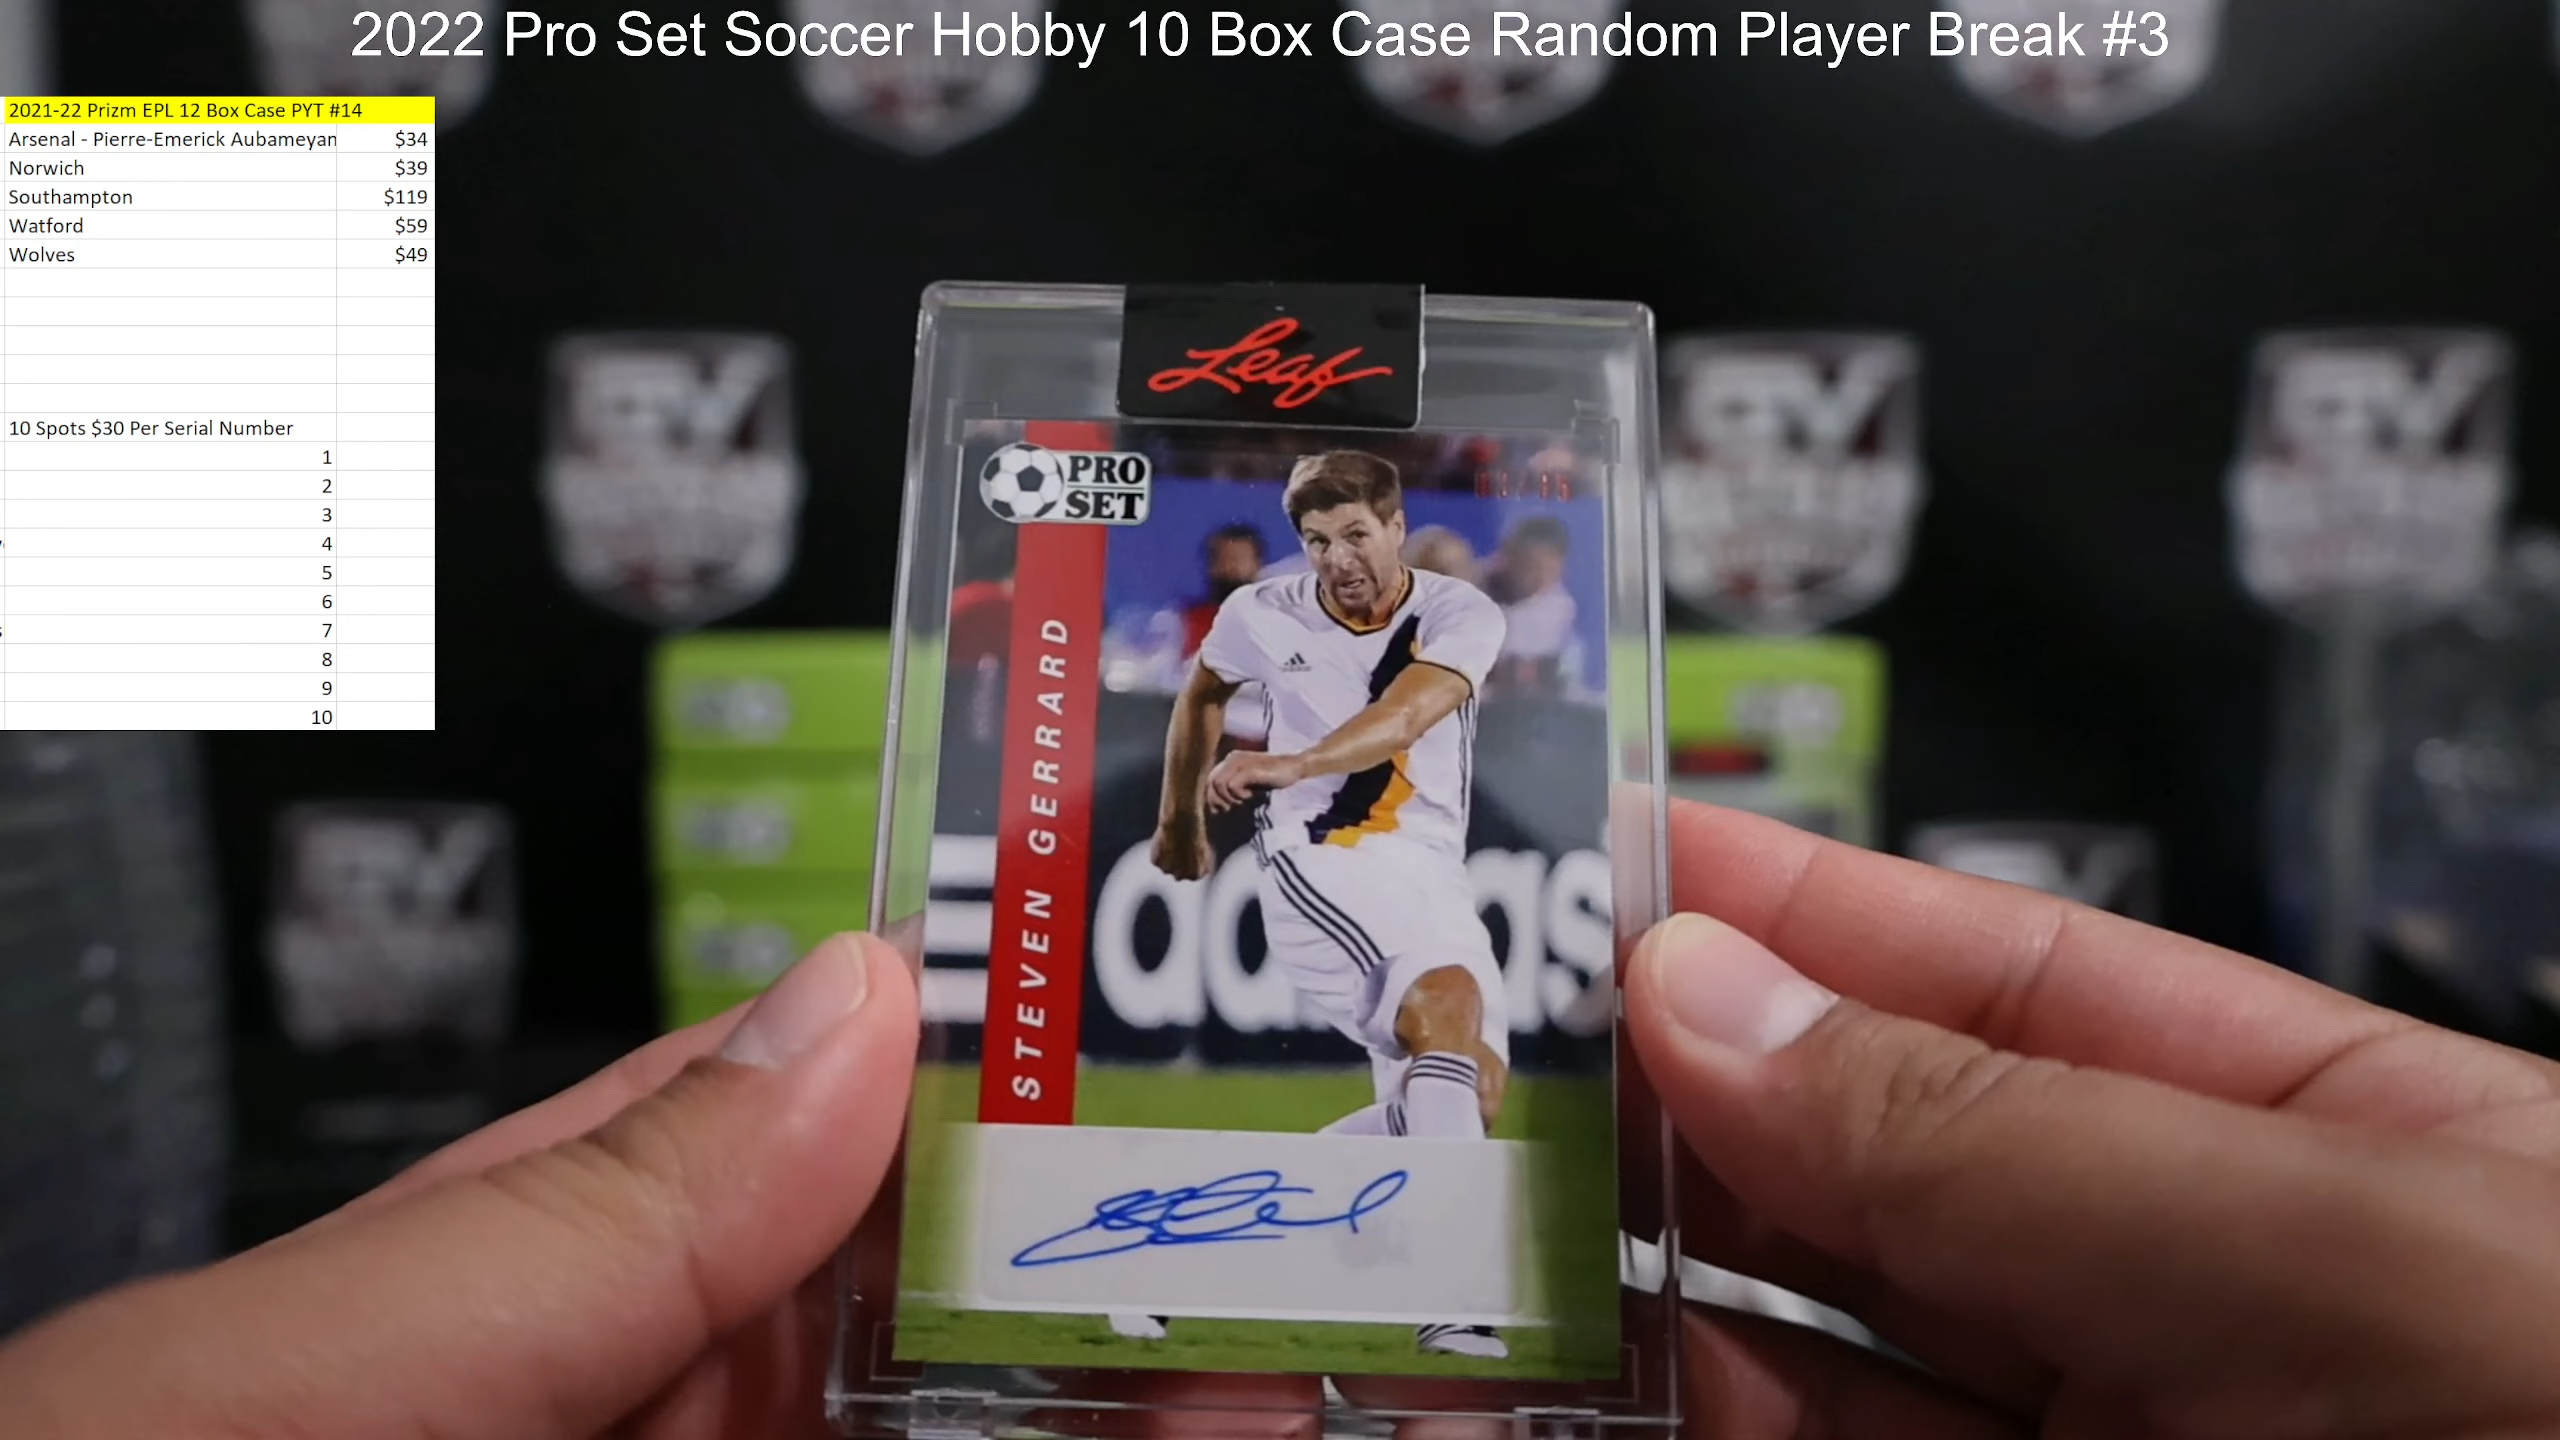 2022 Pro Set Soccer Hobby 10 Box Case Random Player Break #3
2021-22 Prizm EPL 12 Box Case PYT #14
Arsenal - Pierre-Emerick Aubameyan $34
Norwich $39
Southampton $119
Watford $59
Wolves $49
10 Spots $30 Per Serial Number
1
2
3
4
5
6
7
8
9
10
Leaf
PRO
SET
STEVEN GERRARD
adidas